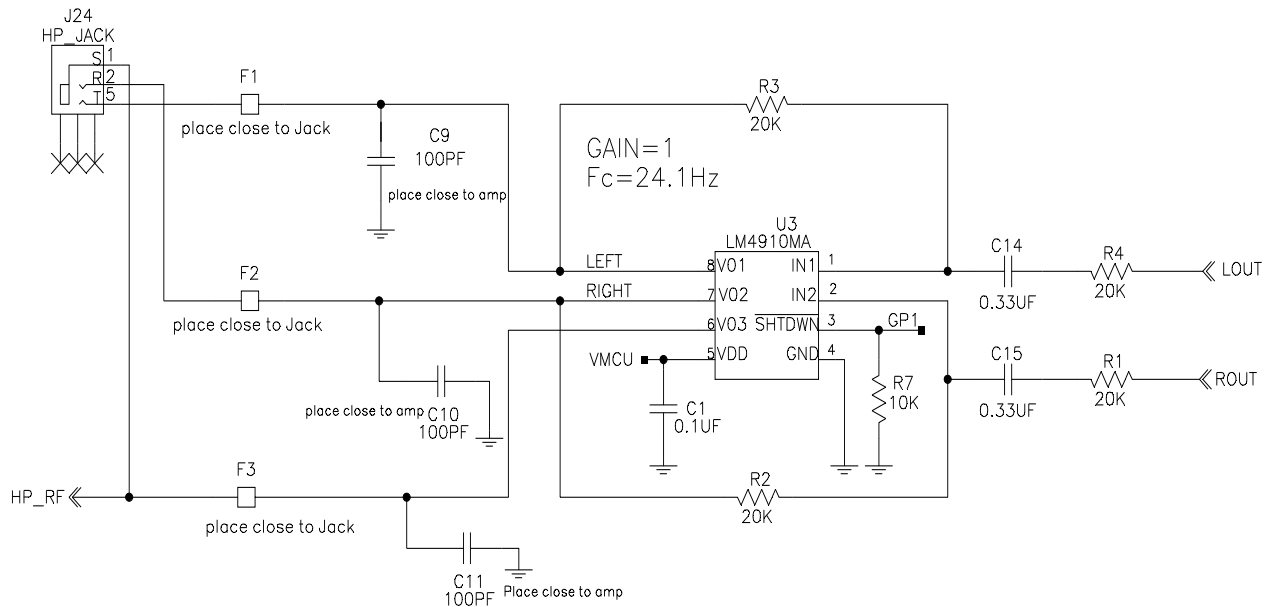 J24
HP_JACK
S 1
R 2
T 5
F1
place close to Jack
C9
100PF
place close to amp
R3
20K
GAIN=1
Fc=24.1Hz
U3
LM4910MA
LEFT
8 VO1 IN1 1
RIGHT
7 VO2 IN2 2
6 VO3 SHTDWN 3
GP1
VMCU
5 VDD GND 4
C14
0.33UF
R4
20K
LOUT
C15
0.33UF
R1
20K
ROUT
F2
place close to Jack
place close to amp
C10
100PF
C1
0.1UF
R7
10K
R2
20K
HP_RF
F3
place close to Jack
C11
100PF
Place close to amp